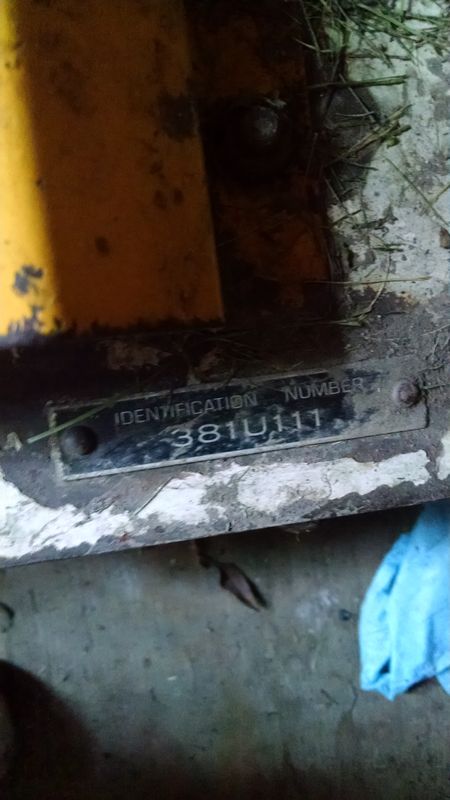 IDENTIFICATION NUMBER
381U111